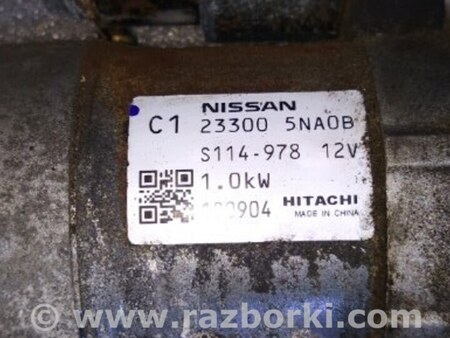 NISSAN
C1 23300 5NA0B
S114-978 12V
1.0kW
HITACHI
MADE IN CHINA
www.razborki.com